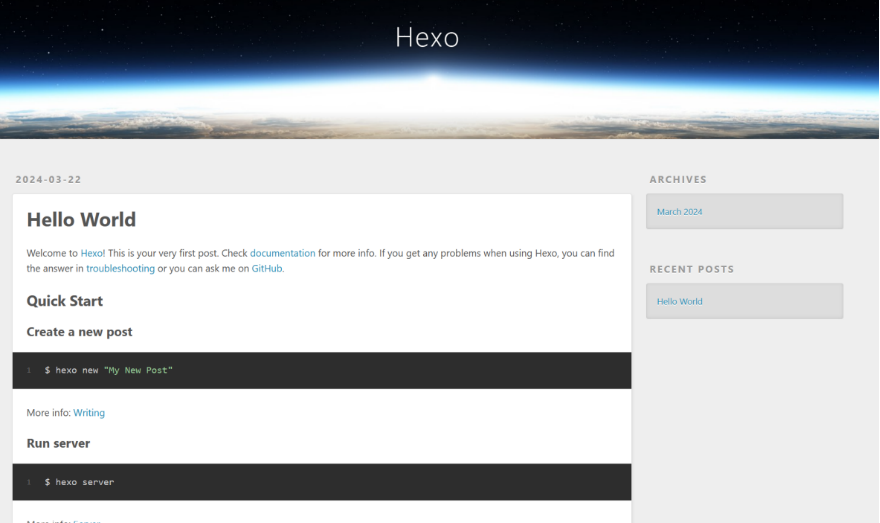 Hexo
2024-03-22
Hello World
Welcome to Hexo! This is your very first post. Check documentation for more info. If you get any problems when using Hexo, you can find
the answer in troubleshooting or you can ask me on GitHub.
Quick Start
Create a new post
1 $ hexo new "My New Post"
More info: Writing
Run server
1 $ hexo server
More info: Server
ARCHIVES
March 2024
RECENT POSTS
Hello World